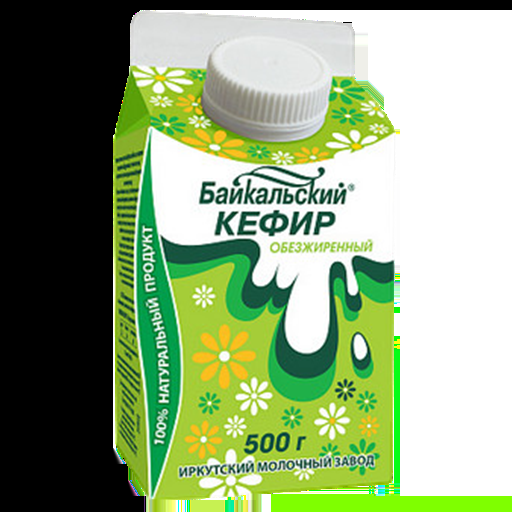 Байкальский®
КЕФИР
ОБЕЗЖИРЕННЫЙ
100% НАТУРАЛЬНЫЙ ПРОДУКТ
500 г
ИРКУТСКИЙ МОЛОЧНЫЙ ЗАВОД